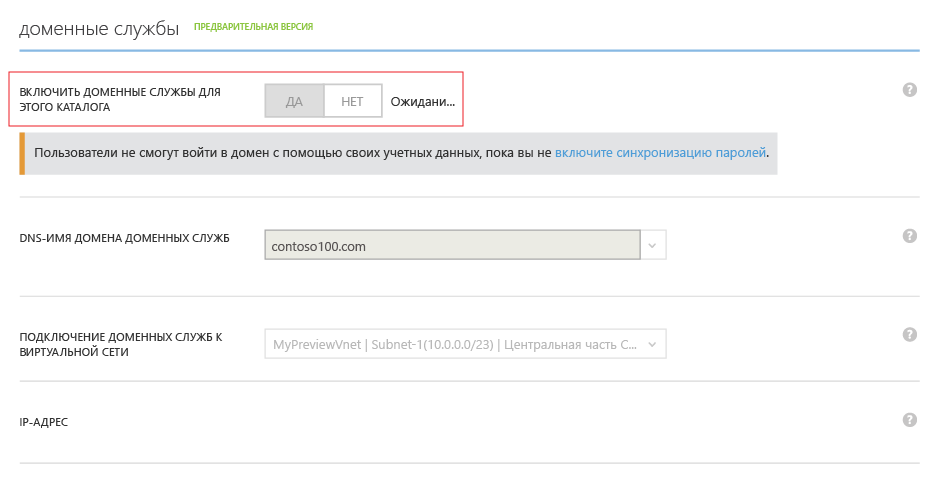 доменные службы ПРЕДВАРИТЕЛЬНАЯ ВЕРСИЯ
ВКЛЮЧИТЬ ДОМЕННЫЕ СЛУЖБЫ ДЛЯ
ЭТОГО КАТАЛОГА
ДА НЕТ Ожидани...
?
Пользователи не смогут войти в домен с помощью своих учетных данных, пока вы не включите синхронизацию паролей.
DNS-ИМЯ ДОМЕНА ДОМЕННЫХ СЛУЖБ
contoso100.com
?
ПОДКЛЮЧЕНИЕ ДОМЕННЫХ СЛУЖБ К
ВИРТУАЛЬНОЙ СЕТИ
MyPreviewVnet | Subnet-1(10.0.0.0/23) | Центральная часть С...
?
IP-АДРЕС
?